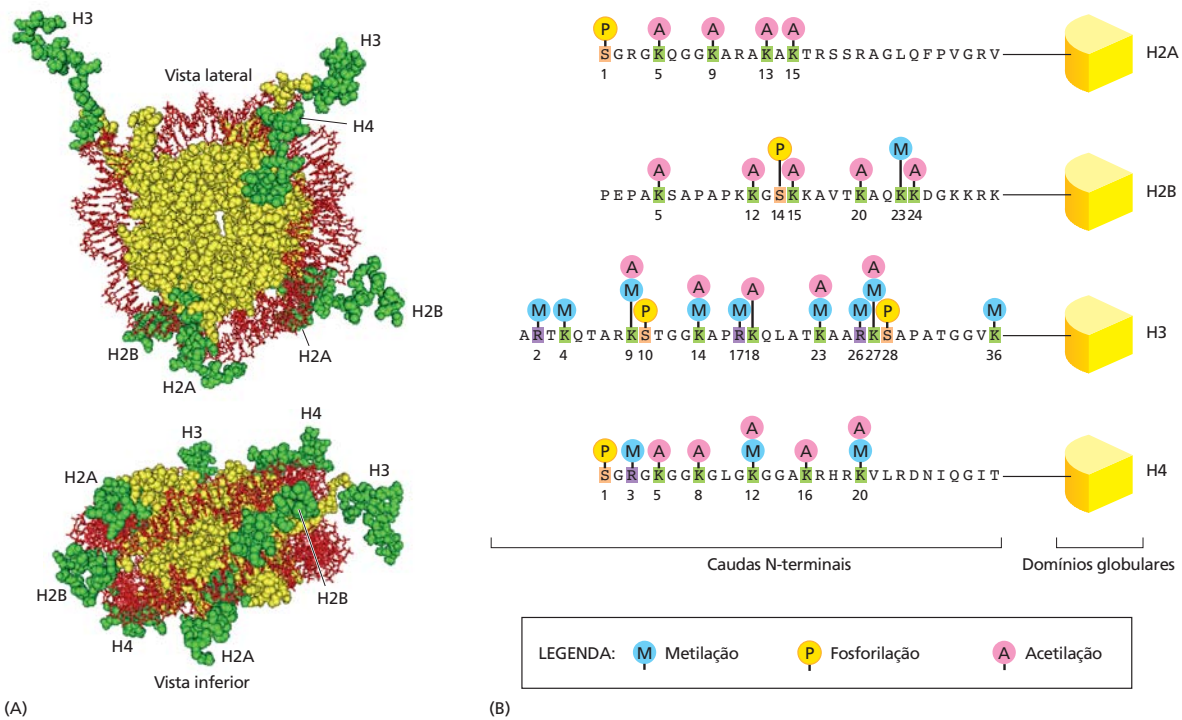 H3
Vista lateral
H3
H4
H2B
H2B
H2A
H2A
H4
H3
H3
H2A
H2B
H2B
H4
H2A
Vista inferior
(A)
P A A A A
S G R G K Q G G K A R A K A K T R S S R A G L Q F P V G R V
H2A
1 5 9 13 15
P M
A A A A A
P E P A K S A P A P K K G S K K A V T K A Q K K D G K K R K
H2B
5 12 14 15 20 23 24
A A
M A A A M
M M P M M M M M P M
A R T K Q T A R K S T G G K A P R K Q L A T K A A R K S A P A T G G V K
H3
2 4 9 10 14 17 18 23 26 27 28 36
A A
P M A A M A M
S G R G K G G K G L G K G G A K R H R K V L R D N I Q G I T
H4
1 3 5 8 12 16 20
Caudas N-terminais
Domínios globulares
LEGENDA: M Metilação P Fosforilação A Acetilação
(B)